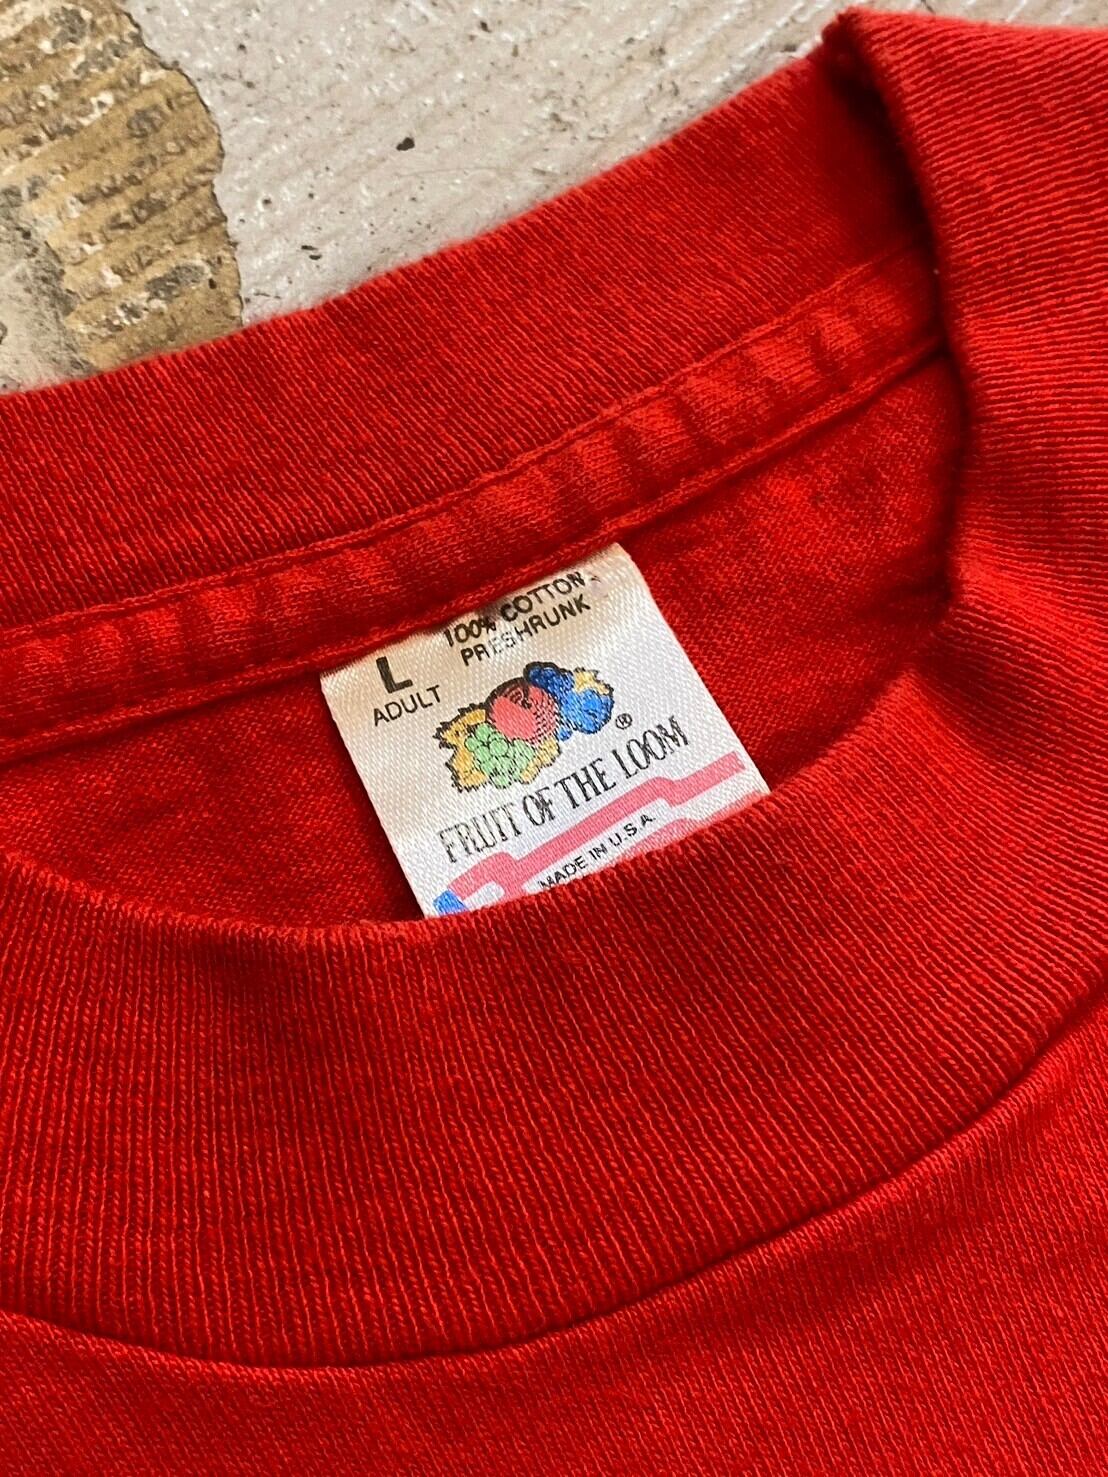 100% COTTON
PRESHRUNK
L
ADULT
®
FRUIT OF THE LOOM
MADE IN U.S.A.